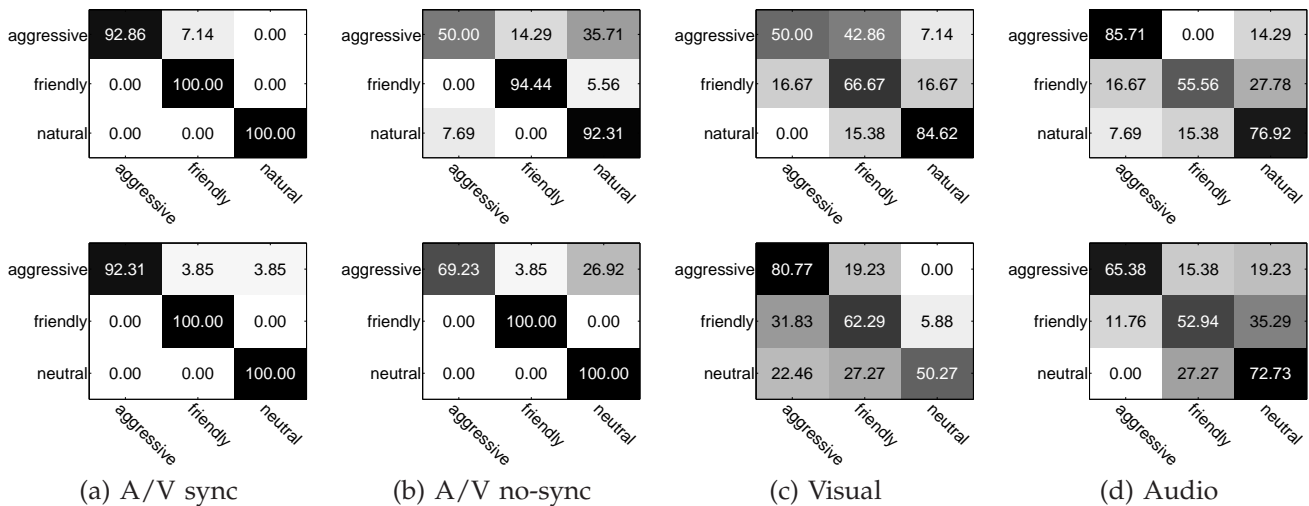 aggressive 92.86 7.14 0.00 aggressive 50.00 14.29 35.71 aggressive 50.00 42.86 7.14 aggressive 85.71 0.00 14.29
friendly 0.00 100.00 0.00 friendly 0.00 94.44 5.56 friendly 16.67 66.67 16.67 friendly 16.67 55.56 27.78
natural 0.00 0.00 100.00 natural 7.69 0.00 92.31 natural 0.00 15.38 84.62 natural 7.69 15.38 76.92
aggressive friendly natural aggressive friendly natural aggressive friendly natural aggressive friendly natural
aggressive 92.31 3.85 3.85 aggressive 69.23 3.85 26.92 aggressive 80.77 19.23 0.00 aggressive 65.38 15.38 19.23
friendly 0.00 100.00 0.00 friendly 0.00 100.00 0.00 friendly 31.83 62.29 5.88 friendly 11.76 52.94 35.29
neutral 0.00 0.00 100.00 neutral 0.00 0.00 100.00 neutral 22.46 27.27 50.27 neutral 0.00 27.27 72.73
aggressive friendly neutral aggressive friendly neutral aggressive friendly neutral aggressive friendly neutral
(a) A/V sync (b) A/V no-sync (c) Visual (d) Audio